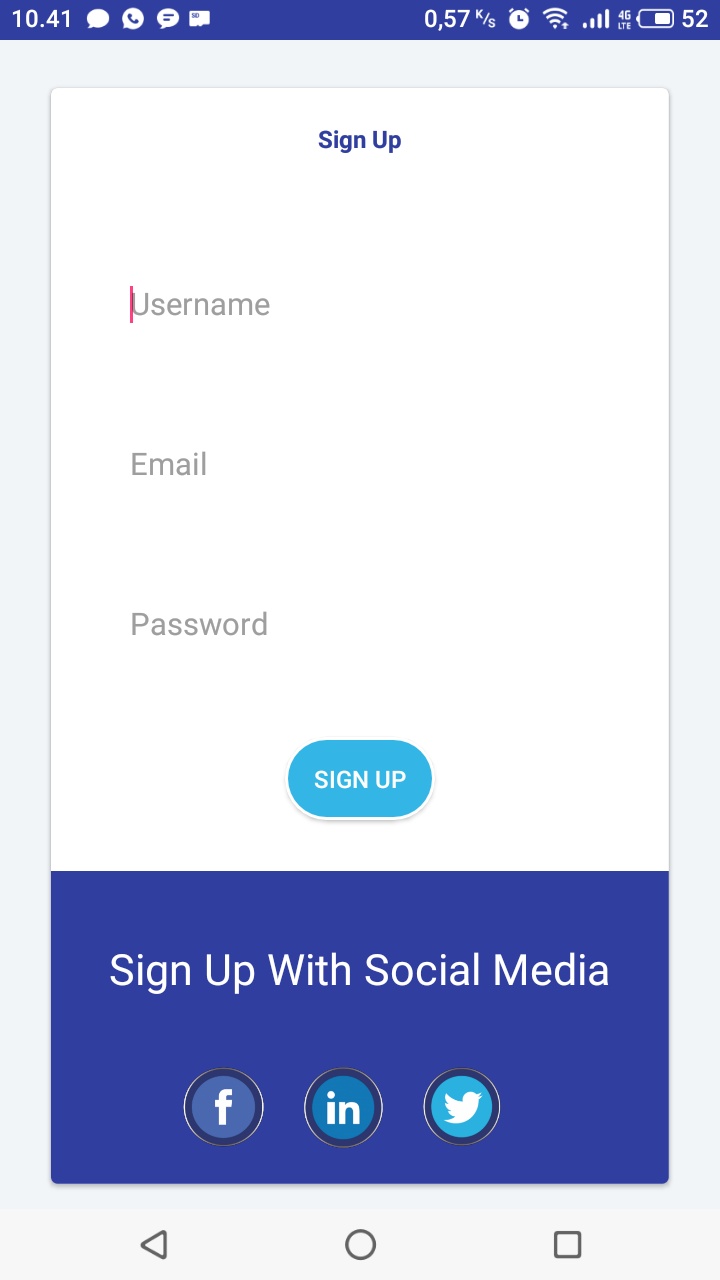 10.41 0,57 K/s 4G LTE 52
Sign Up
Username
Email
Password
SIGN UP
Sign Up With Social Media
f in